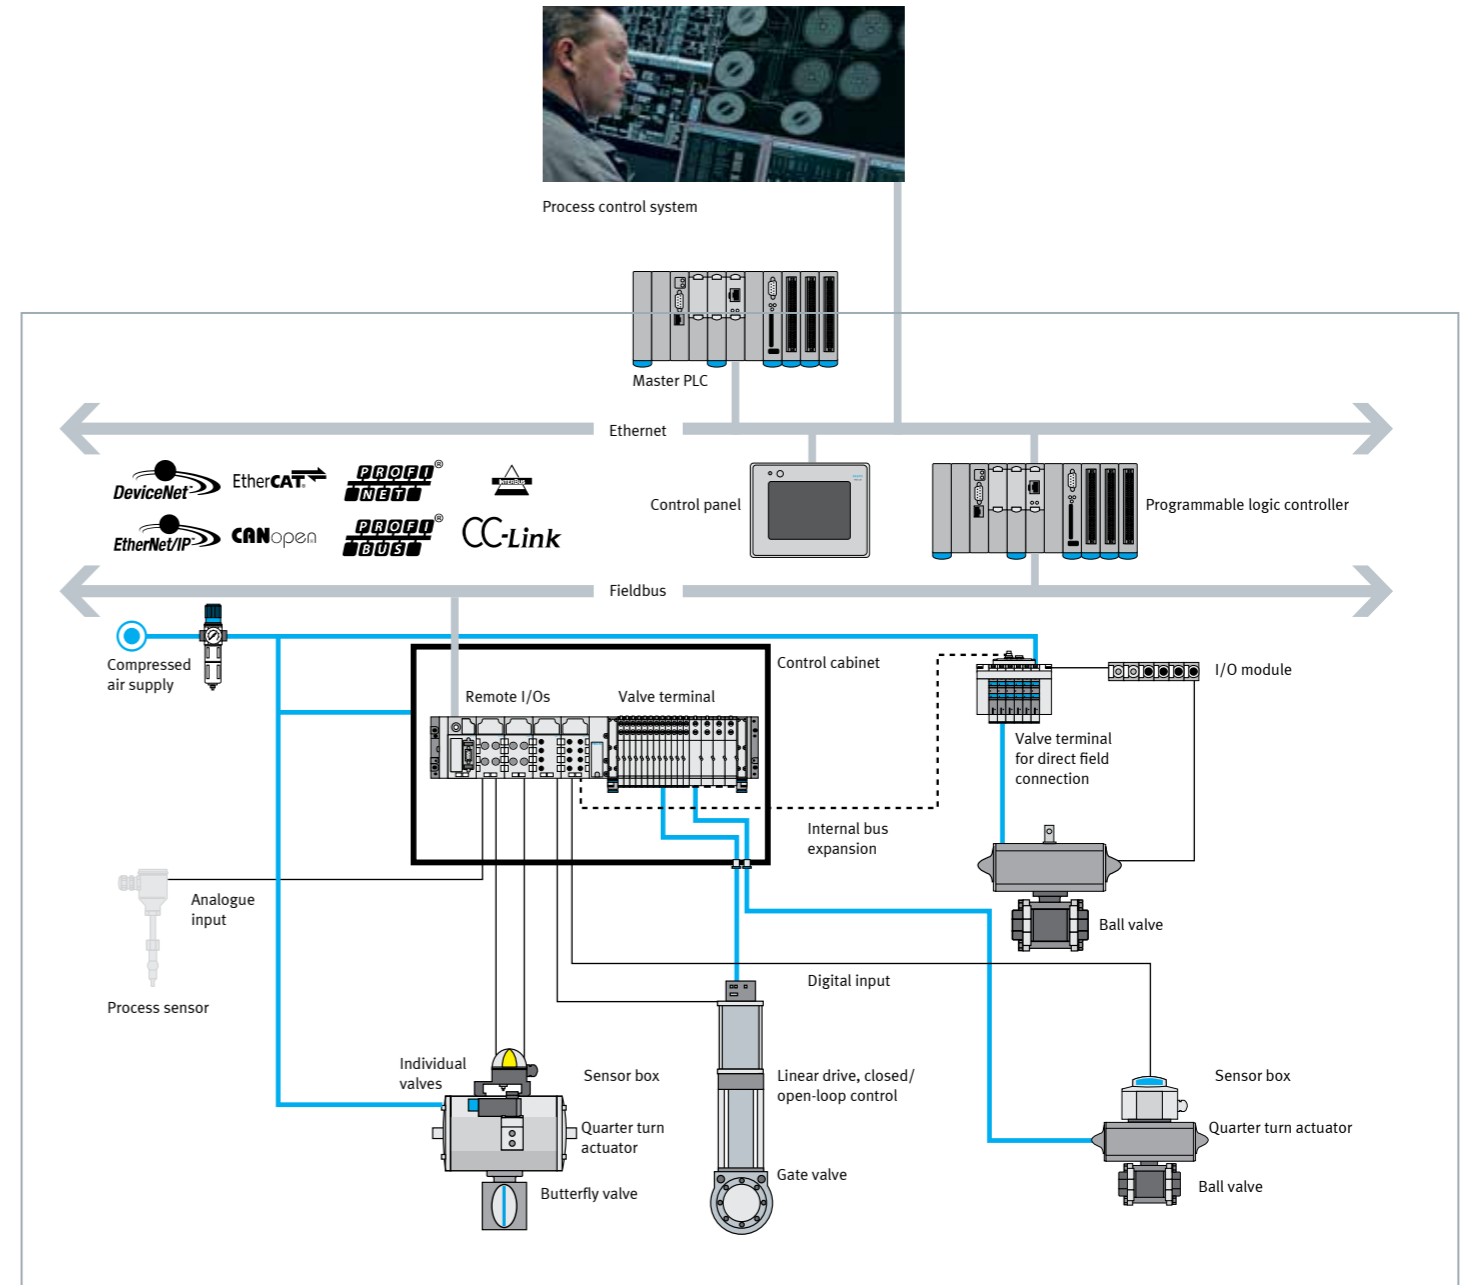 Process control system
Master PLC
Ethernet
DeviceNet
EtherCAT
PROFI
NET
INTERBUS
EtherNet/IP
CANopen
PROFI
BUS
CC-Link
Control panel
Programmable logic controller
Fieldbus
Compressed
air supply
Control cabinet
Remote I/Os
Valve terminal
I/O module
Valve terminal
for direct field
connection
Internal bus
expansion
Analogue
input
Ball valve
Digital input
Process sensor
Individual
valves
Sensor box
Linear drive, closed/
open-loop control
Sensor box
Quarter turn
actuator
Quarter turn actuator
Gate valve
Butterfly valve
Ball valve